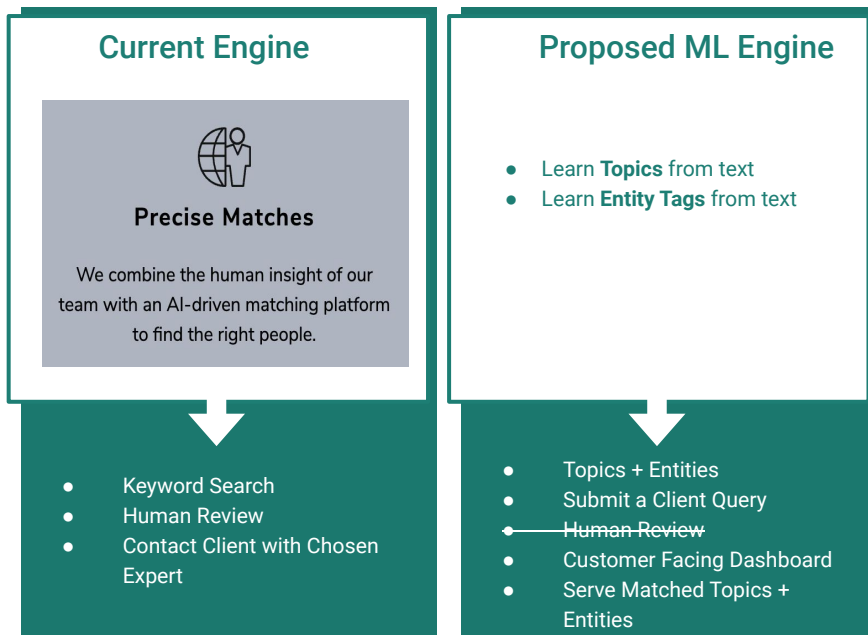 Current Engine
Precise Matches
We combine the human insight of our
team with an AI-driven matching platform
to find the right people.
● Keyword Search
● Human Review
● Contact Client with Chosen
Expert
Proposed ML Engine
● Learn Topics from text
● Learn Entity Tags from text
● Topics + Entities
● Submit a Client Query
● Human Review
● Customer Facing Dashboard
● Serve Matched Topics +
Entities